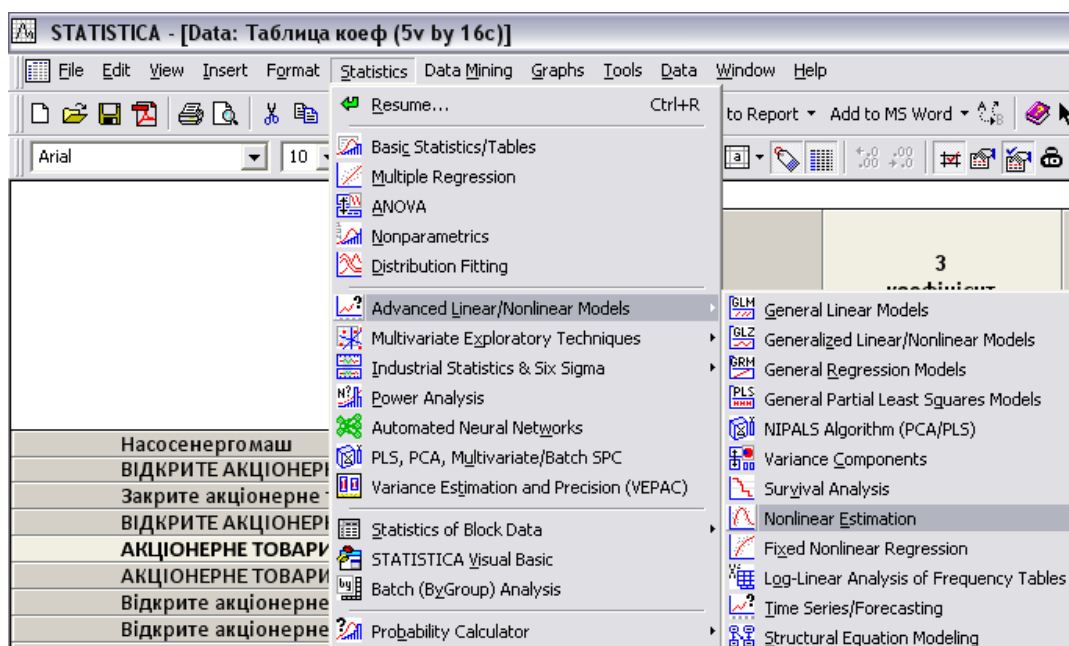 STATISTICA - [Data: Таблица коеф (5v by 16c)]
File Edit View Insert Format Statistics Data Mining Graphs Tools Data Window Help
Resume... Ctrl+R
to Report Add to MS Word
Arial 10
Basic Statistics/Tables
Multiple Regression
ANOVA
Nonparametrics
Distribution Fitting
3
Advanced Linear/Nonlinear Models
Multivariate Exploratory Techniques
Industrial Statistics & Six Sigma
Power Analysis
Automated Neural Networks
PLS, PCA, Multivariate/Batch SPC
Variance Estimation and Precision (VEPAC)
Statistics of Block Data
STATISTICA Visual Basic
Batch (ByGroup) Analysis
Probability Calculator
General Linear Models
Generalized Linear/Nonlinear Models
General Regression Models
General Partial Least Squares Models
NIPALS Algorithm (PCA/PLS)
Variance Components
Survival Analysis
Nonlinear Estimation
Fixed Nonlinear Regression
Log-Linear Analysis of Frequency Tables
Time Series/Forecasting
Structural Equation Modeling
Насосенергомаш
ВІДКРИТЕ АКЦІОНЕРН
Закрите акціонерне
ВІДКРИТЕ АКЦІОНЕРН
АКЦІОНЕРНЕ ТОВАРИ
АКЦІОНЕРНЕ ТОВАРИ
Відкрите акціонерне
Відкрите акціонерне